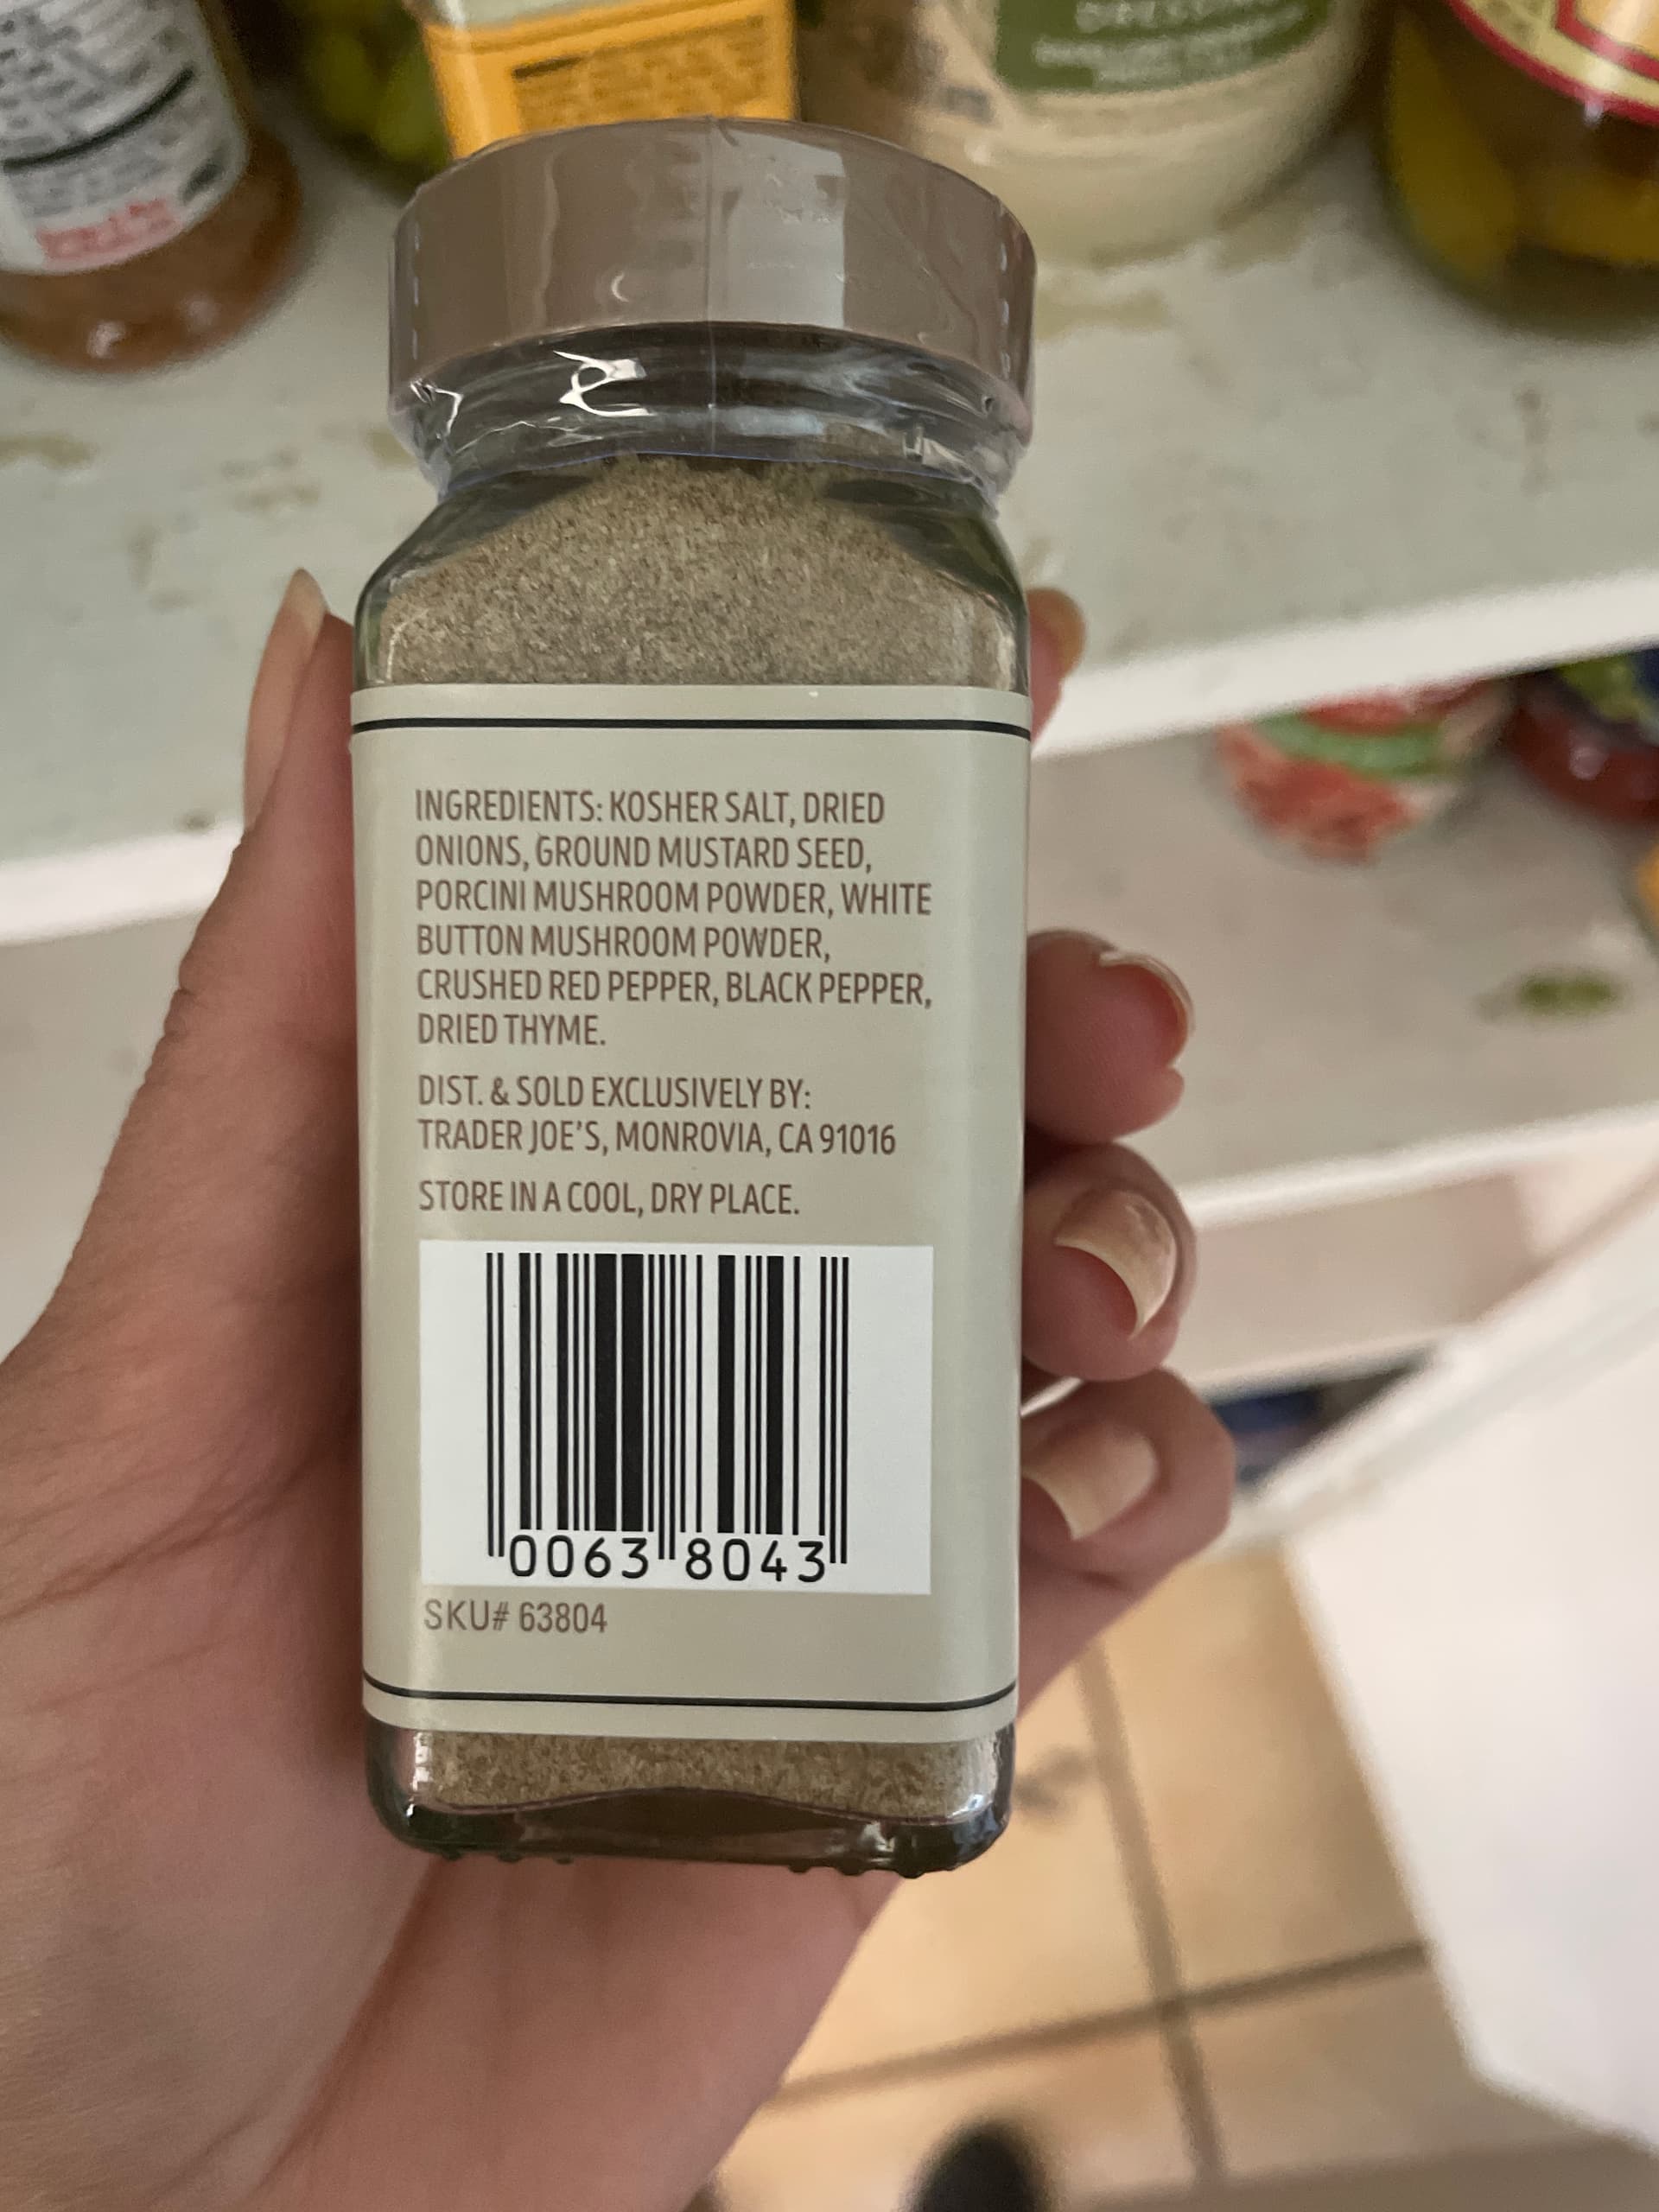 DRESSING
INGREDIENTS: KOSHER SALT, DRIED
ONIONS, GROUND MUSTARD SEED,
PORCINI MUSHROOM POWDER, WHITE
BUTTON MUSHROOM POWDER,
CRUSHED RED PEPPER, BLACK PEPPER,
DRIED THYME.
DIST. & SOLD EXCLUSIVELY BY:
TRADER JOE'S, MONROVIA, CA 91016
STORE IN A COOL, DRY PLACE.
0063 8043
SKU# 63804